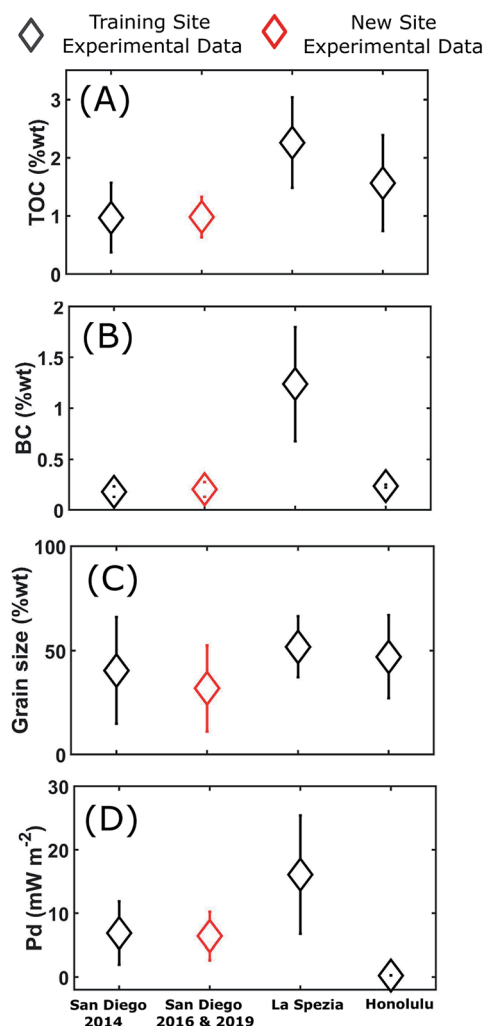 Training Site
Experimental Data
New Site
Experimental Data
(A)
TOC (%wt)
3
2
1
0
(B)
BC (%wt)
2
1.5
1
0.5
0
(C)
Grain size (%wt)
100
50
0
(D)
Pd (mW m-2)
30
20
10
0
San Diego
2014
San Diego
2016 & 2019
La Spezia
Honolulu